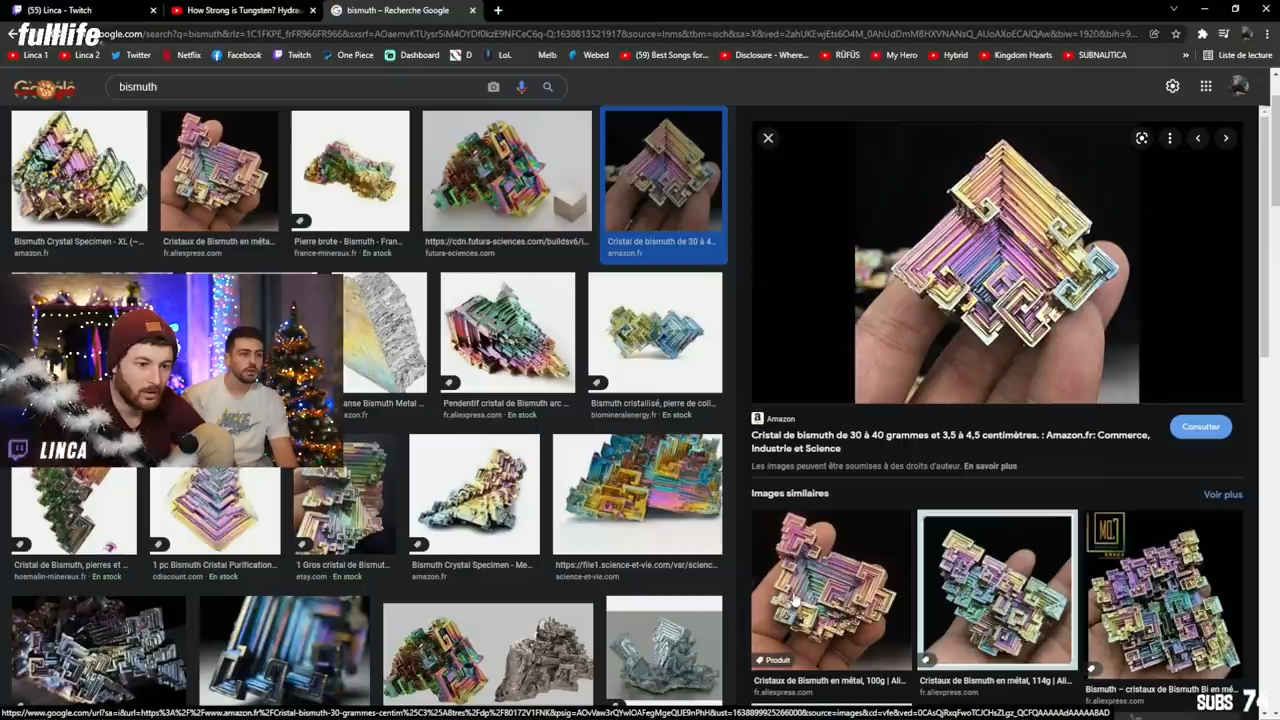 (55) Linca - Twitch
How Strong is Tungsten? Hydrau
bismuth – Recherche Google
fullife
Linca 1
Linca 2
Twitter
Netflix
Facebook
Twitch
One Piece
Dashboard
D
LoL
Melb
Webed
(59) Best Songs for...
Disclosure - Where...
RÜFÜS
My Hero
Hybrid
Kingdom Hearts
SUBNAUTICA
»
Liste de lecture
bismuth
Bismuth Crystal Specimen - XL (~...
amazon.fr
Cristaux de Bismuth en méta...
fr.aliexpress.com
Pierre brute - Bismuth - Fran...
france-mineraux.fr · En stock
https://cdn.futura-sciences.com/buildsv6/i...
futura-sciences.com
Cristal de bismuth de 30 à 4...
amazon.fr
anse Bismuth Metal ...
azon.fr
Pendentif cristal de Bismuth arc ...
fr.aliexpress.com · En stock
Bismuth cristallisé, pierre de coll...
biomineralenergy.fr · En stock
LINCA
Cristal de Bismuth, pierres et ...
hosmalin-mineraux.fr · En stock
1 pc Bismuth Cristal Purification...
cdiscount.com · En stock
1 Gros cristal de Bismut...
etsy.com · En stock
Bismuth Crystal Specimen - Me...
amazon.fr
https://file1.science-et-vie.com/var/scienc...
science-et-vie.com
a Amazon
Consulter
Cristal de bismuth de 30 à 40 grammes et 3,5 à 4,5 centimètres. : Amazon.fr: Commerce,
Industrie et Science
Les images peuvent être soumises à des droits d'auteur. En savoir plus
Images similaires
Voir plus
Produit
Cristaux de Bismuth en métal, 100g | Ali...
fr.aliexpress.com
Cristaux de Bismuth en métal, 114g | Ali...
fr.aliexpress.com
Bismuth – cristaux de Bismuth Bi en mé...
fr.aliexpress.com
SUBS 7